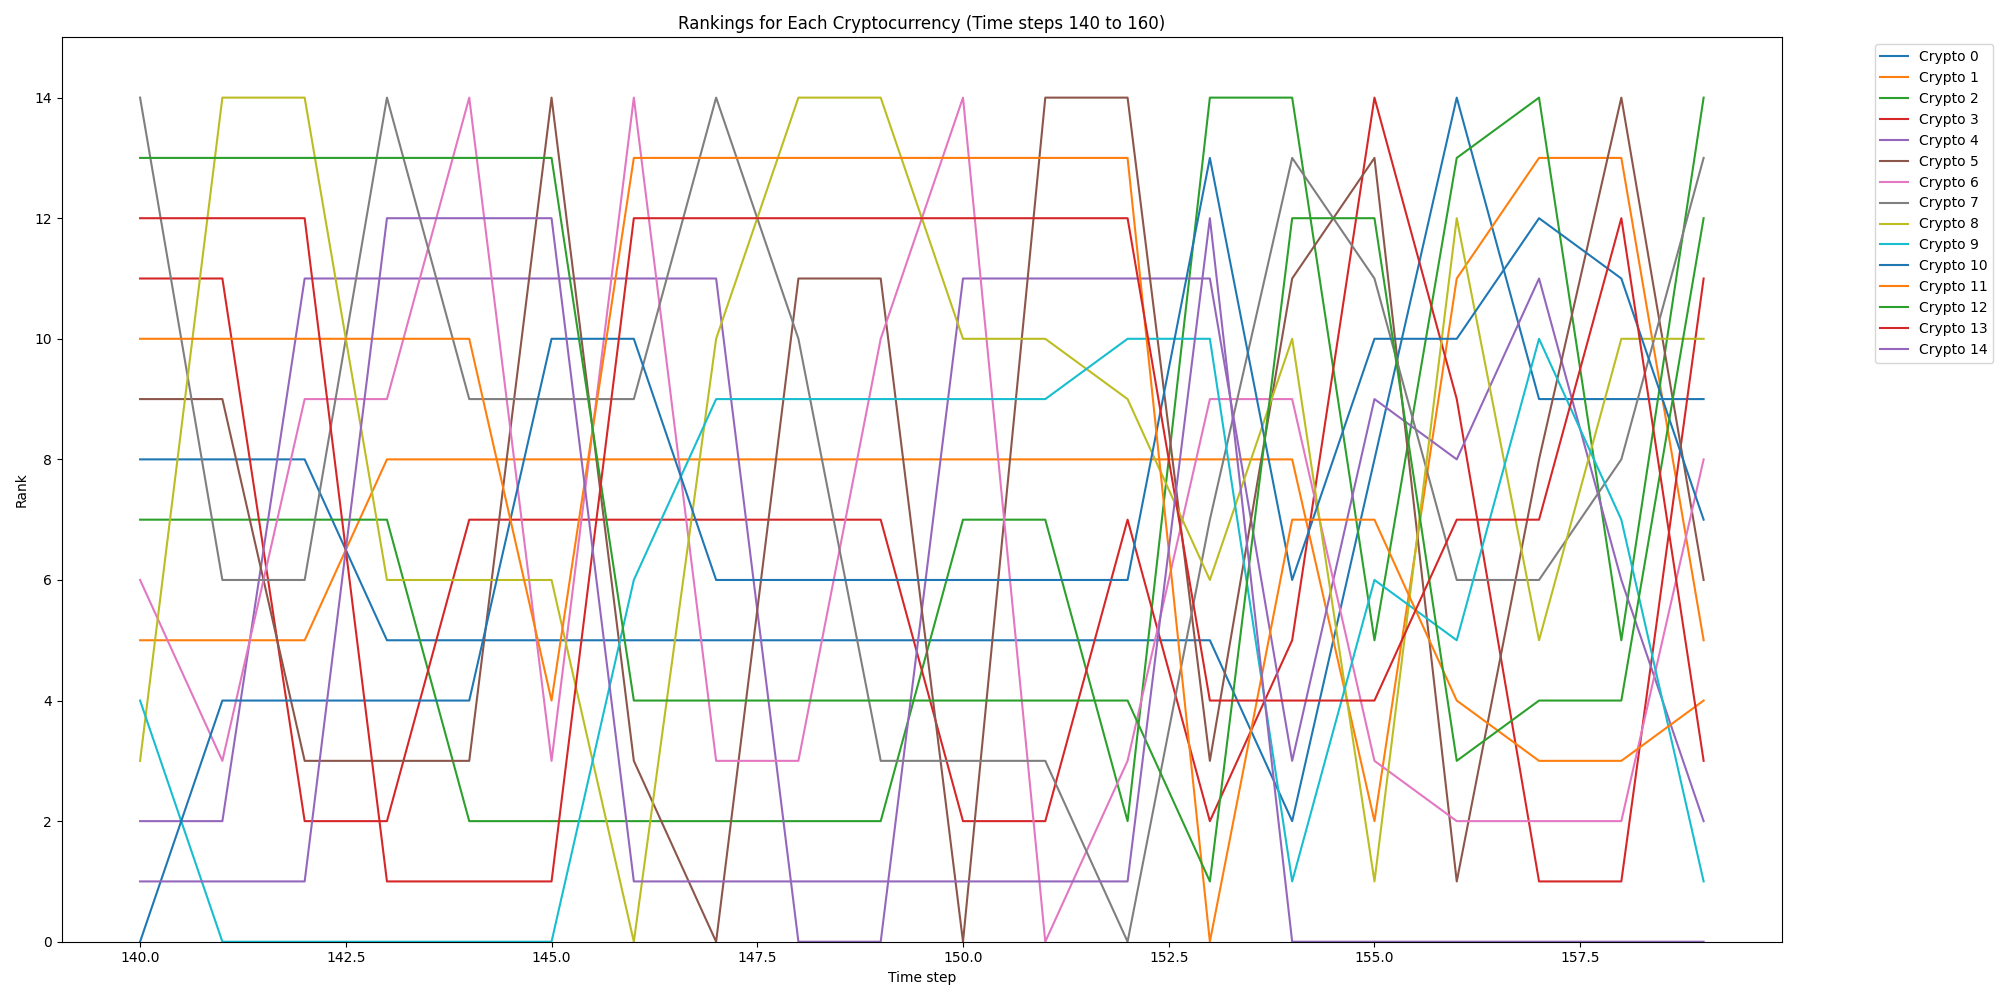 Rankings for Each Cryptocurrency (Time steps 140 to 160)
Rank
14
12
10
8
6
4
2
0
140.0 142.5 145.0 147.5 150.0 152.5 155.0 157.5
Time step
Crypto 0
Crypto 1
Crypto 2
Crypto 3
Crypto 4
Crypto 5
Crypto 6
Crypto 7
Crypto 8
Crypto 9
Crypto 10
Crypto 11
Crypto 12
Crypto 13
Crypto 14